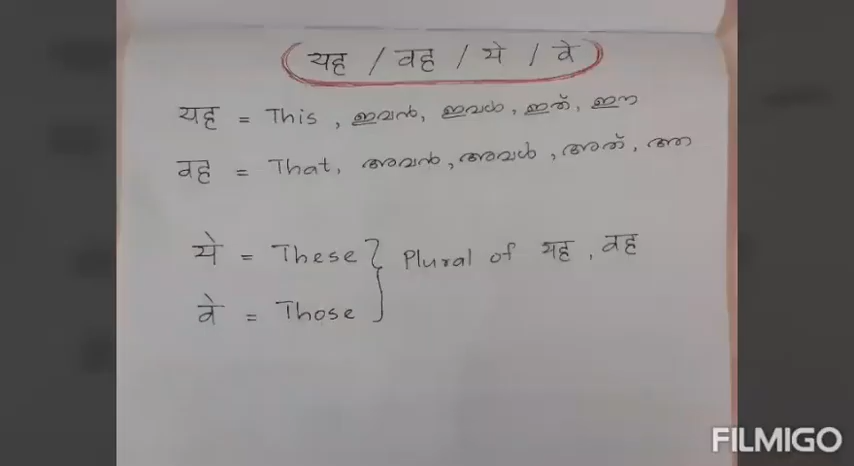 यह / वह / ये / वे
यह = This, ഇവൻ, ഇവൾ, ഇത്, ഈ
वह = That, അവൻ, അവൾ, അത്, ആ
ये = These } Plural of यह, वह
वे = Those
FILMIGO